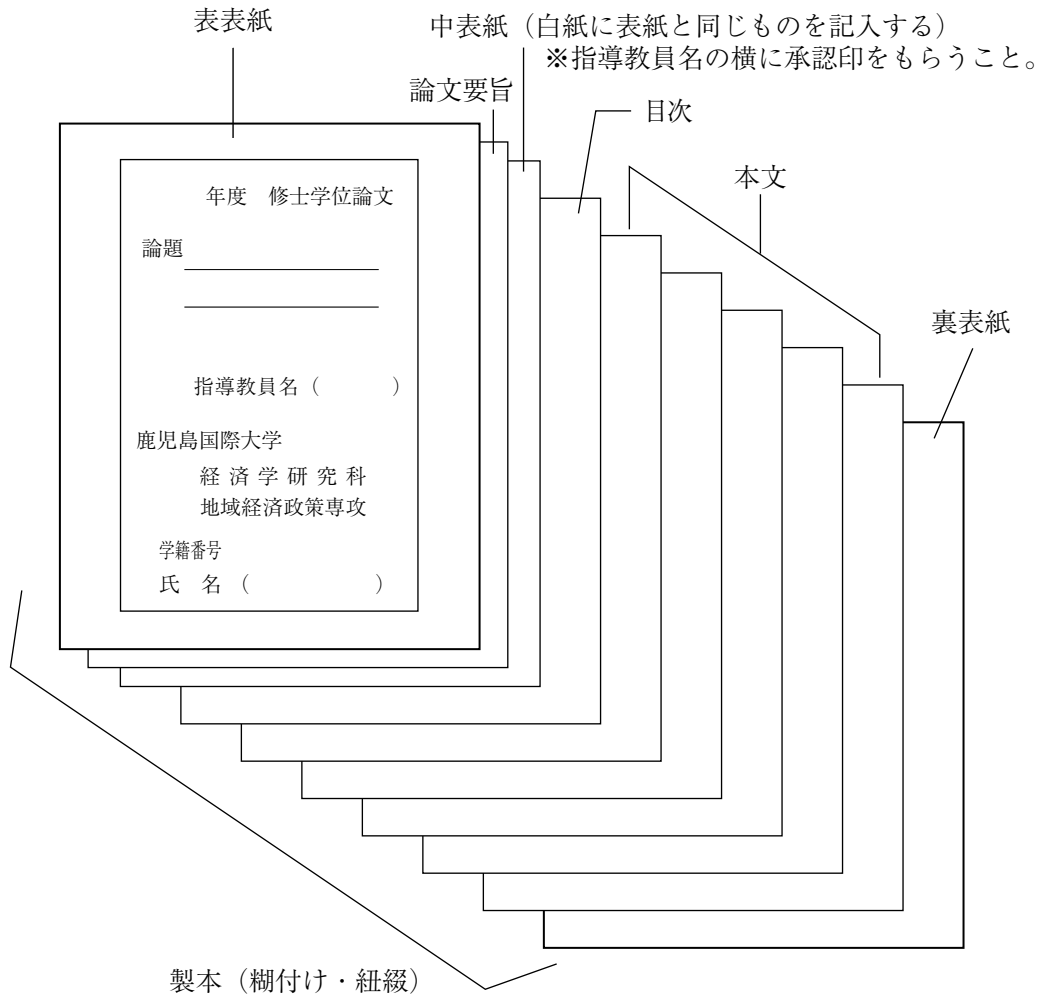 表表紙
中表紙（白紙に表紙と同じものを記入する）
※指導教員名の横に承認印をもらうこと。
論文要旨
目次
本文
裏表紙
年度　修士学位論文
論題
指導教員名（　　　）
鹿児島国際大学
経済学研究科
地域経済政策専攻
学籍番号
氏　名（　　　　　）
製本（糊付け・紐綴）